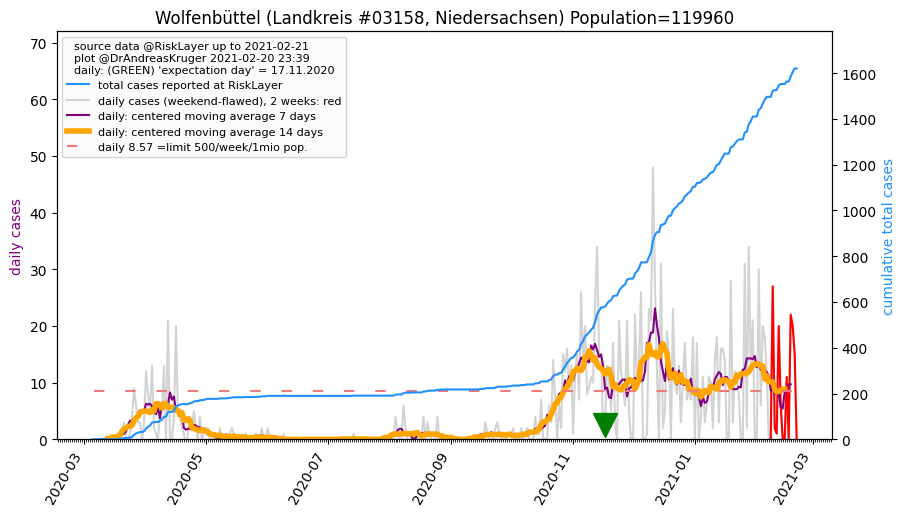 Wolfenbüttel (Landkreis #03158, Niedersachsen) Population=119960
source data @RiskLayer up to 2021-02-21
plot @DrAndreasKruger 2021-02-20 23:39
daily: (GREEN) 'expectation day' = 17.11.2020
total cases reported at RiskLayer
daily cases (weekend-flawed), 2 weeks: red
daily: centered moving average 7 days
daily: centered moving average 14 days
daily 8.57 =limit 500/week/1mio pop.
daily cases
70
60
50
40
30
20
10
0
cumulative total cases
1600
1400
1200
1000
800
600
400
200
0
2020-03
2020-05
2020-07
2020-09
2020-11
2021-01
2021-03